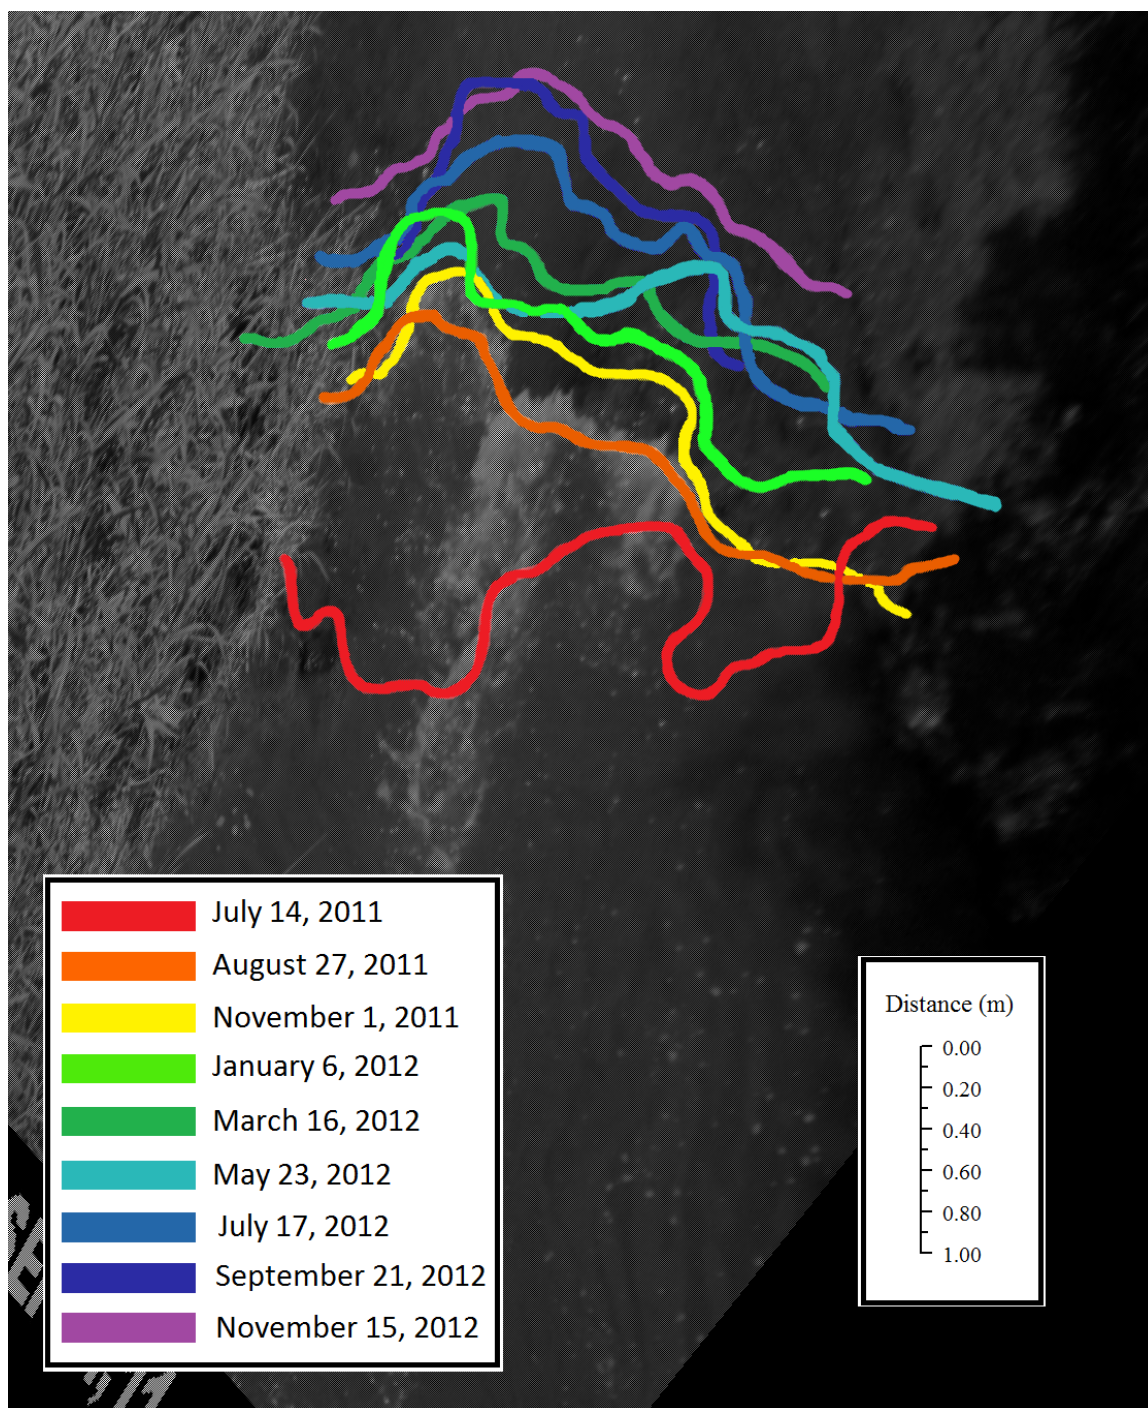 July 14, 2011
August 27, 2011
November 1, 2011
January 6, 2012
March 16, 2012
May 23, 2012
July 17, 2012
September 21, 2012
November 15, 2012
Distance (m)
0.00
0.20
0.40
0.60
0.80
1.00